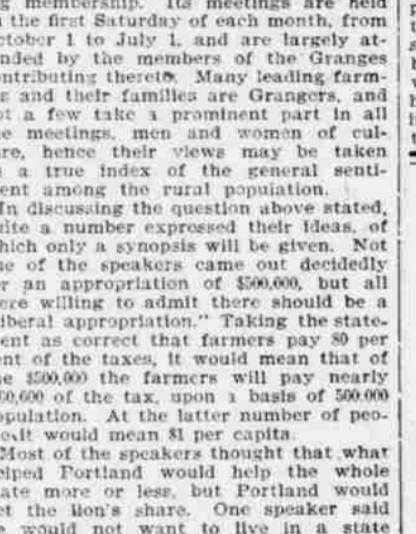 membership. Its meetings are held
the first Saturday of each month, from
ctober 1 to July 1, and are largely at-
nded by the members of the Granges
ntributing thereto. Many leading farm-
s and their families are Grangers, and
t a few take a prominent part in all
e meetings, men and women of cul-
re, hence their views may be taken
a true index of the general senti-
ent among the rural population.
In discussing the question above stated,
ite a number expressed their ideas, of
hich only a synopsis will be given. Not
e of the speakers came out decidedly
r an appropriation of $500,000, but all
ere willing to admit there should be a
iberal appropriation." Taking the state-
ent as correct that farmers pay 80 per
nt of the taxes, it would mean that of
e $500,000 the farmers will pay nearly
0,000 of the tax, upon a basis of 500.000
opulation. At the latter number of peo-
e it would mean $1 per capita.
Most of the speakers thought that what
elped Portland would help the whole
ate more or less, but Portland would
et the lion's share. One speaker said
e would not want to live in a state